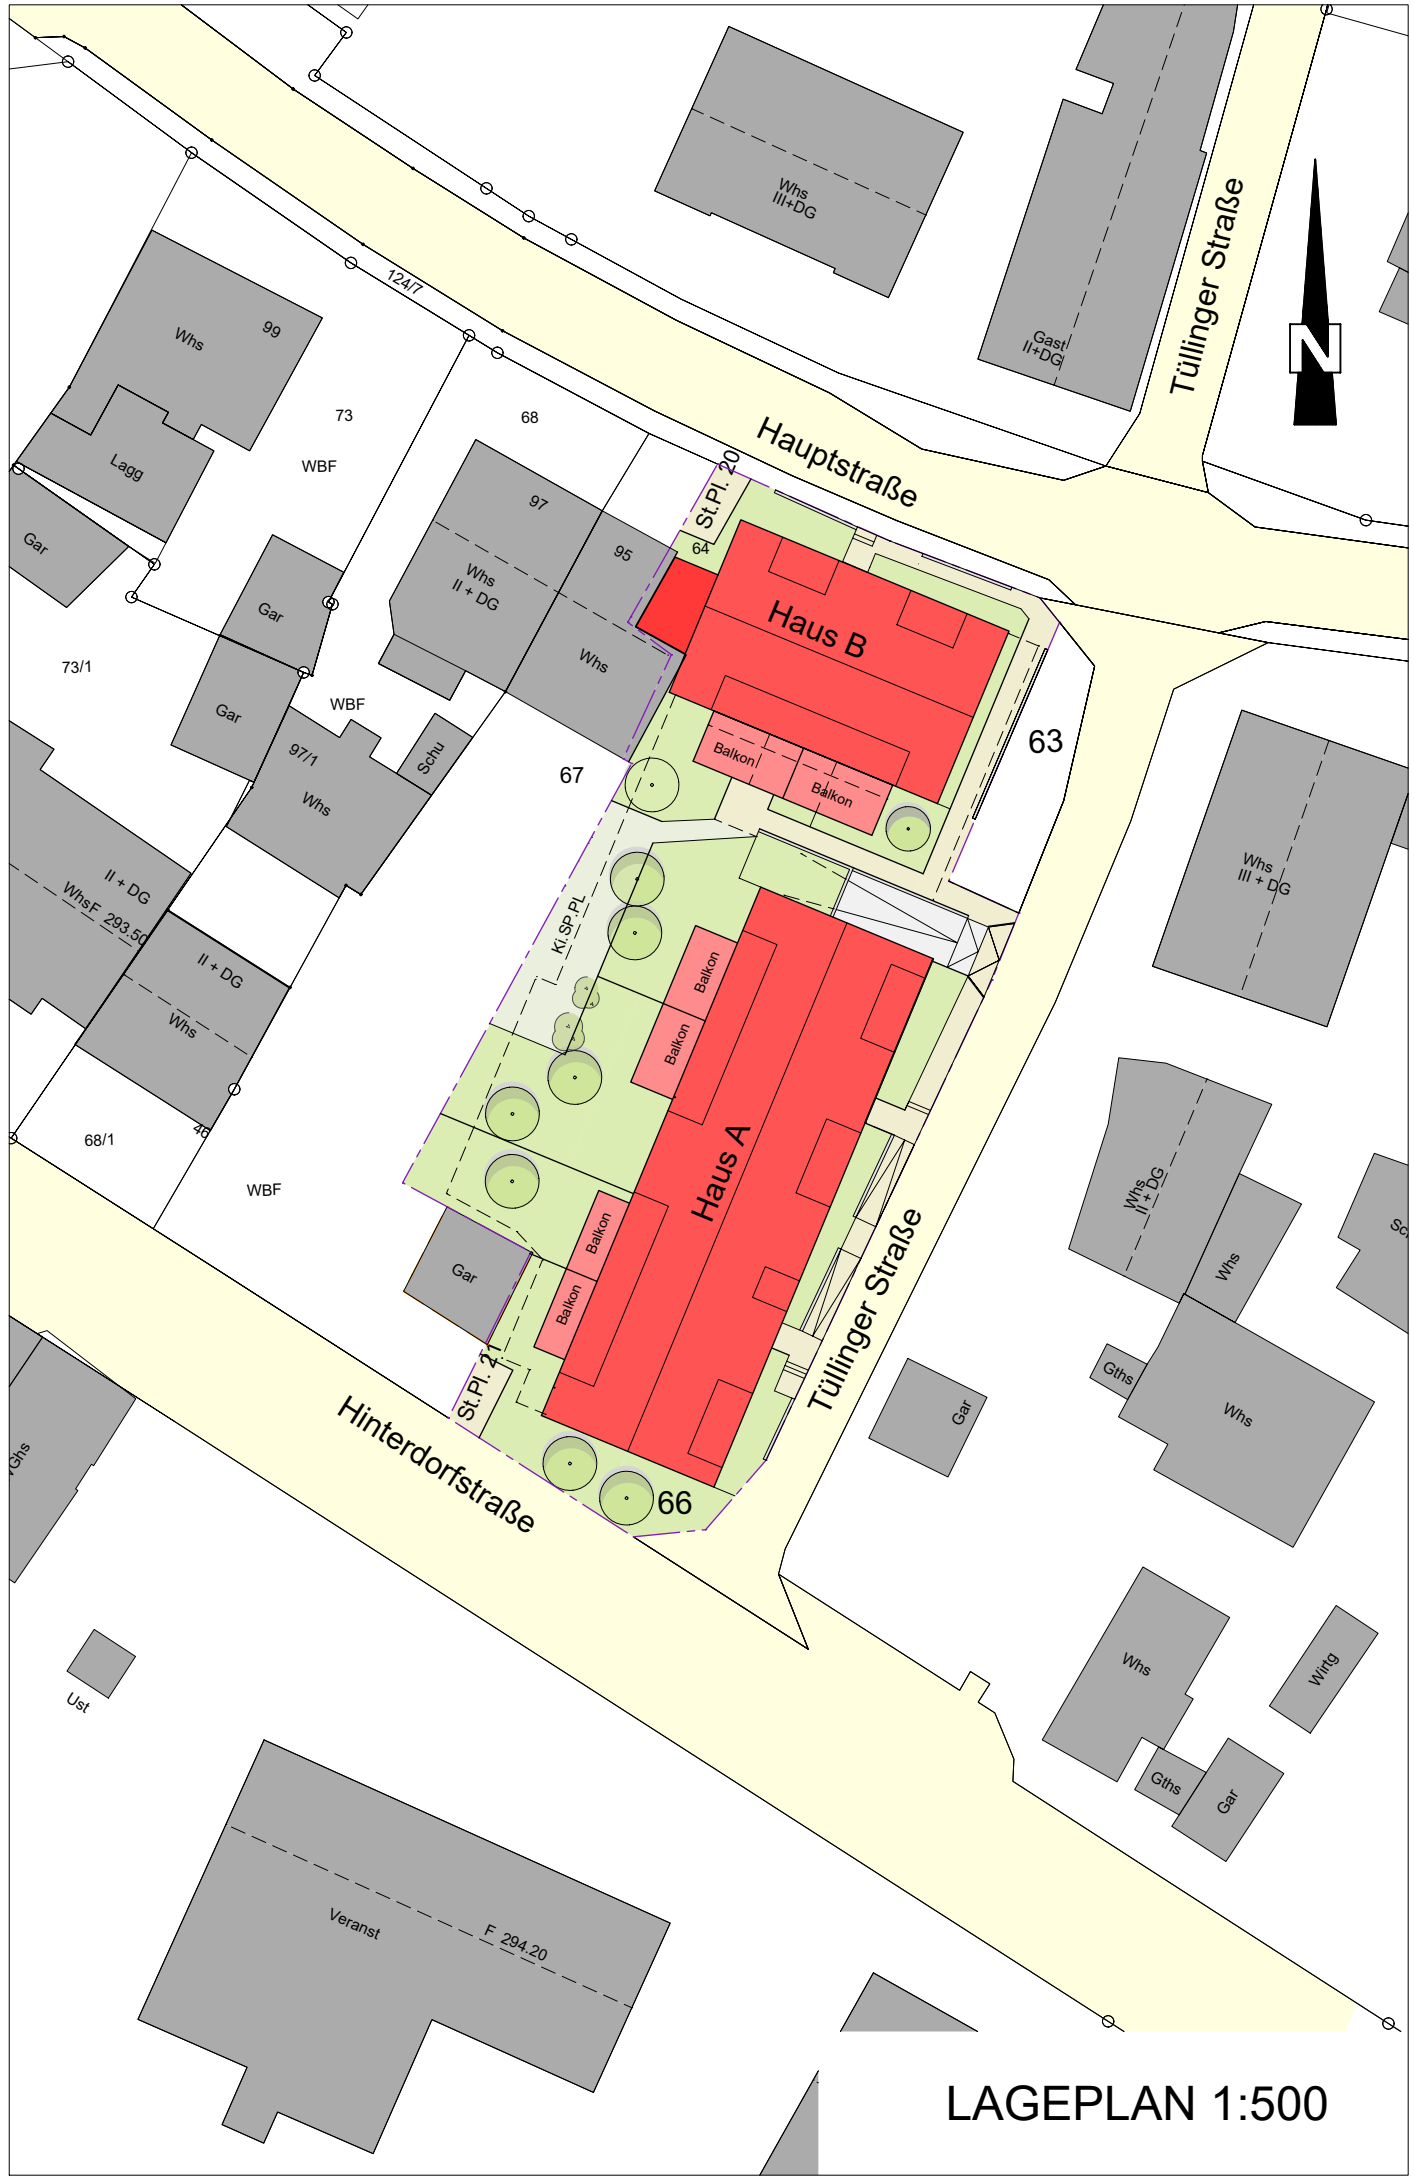 Whs
III+DG
Tüllinger Straße
N
124/7
99
Whs
Gast
II+DG
73
68
WBF
Lagg
Hauptstraße
St.Pl. 20
97
Gar
95
64
Whs
II + DG
Gar
Haus B
Whs
73/1
WBF
Gar
63
97/1
Schu
Balkon
Balkon
67
Whs
Whs
III + DG
II + DG
WhsF 293.50
Ki.SP.PL
II + DG
Balkon
Whs
Balkon
46
68/1
Haus A
Whs
II + DG
WBF
Balkon
Whs
Gar
Balkon
Tüllinger Straße
Gths
St.Pl. 21
Gar
Whs
Hinterdorfstraße
66
Whs
Wirtg
Ust
Gths
Gar
Veranst
F 294.20
LAGEPLAN 1:500